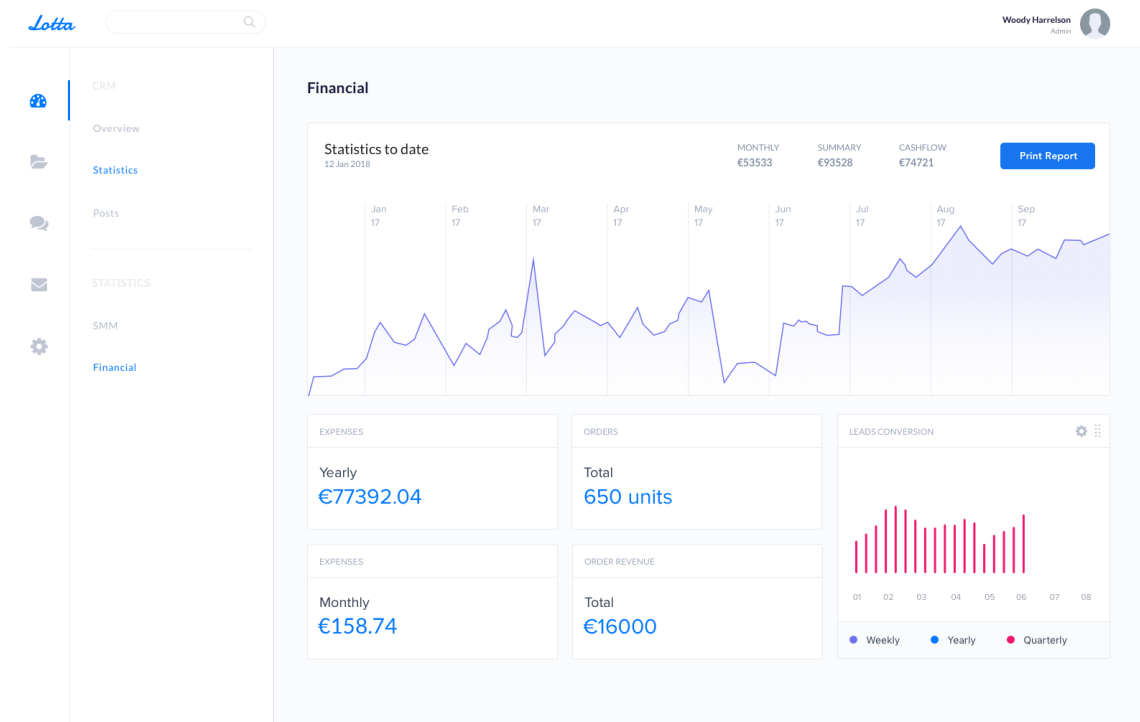 Lotta
Woody Harrelson
Admin
CRM
Overview
Statistics
Posts
STATISTICS
SMM
Financial
Financial
Statistics to date
12 Jan 2018
MONTHLY
€53533
SUMMARY
€93528
CASHFLOW
€74721
Print Report
Jan
17
Feb
17
Mar
17
Apr
17
May
17
Jun
17
Jul
17
Aug
17
Sep
17
EXPENSES
Yearly
€77392.04
ORDERS
Total
650 units
EXPENSES
Monthly
€158.74
ORDER REVENUE
Total
€16000
LEADS CONVERSION
01 02 03 04 05 06 07 08
Weekly Yearly Quarterly